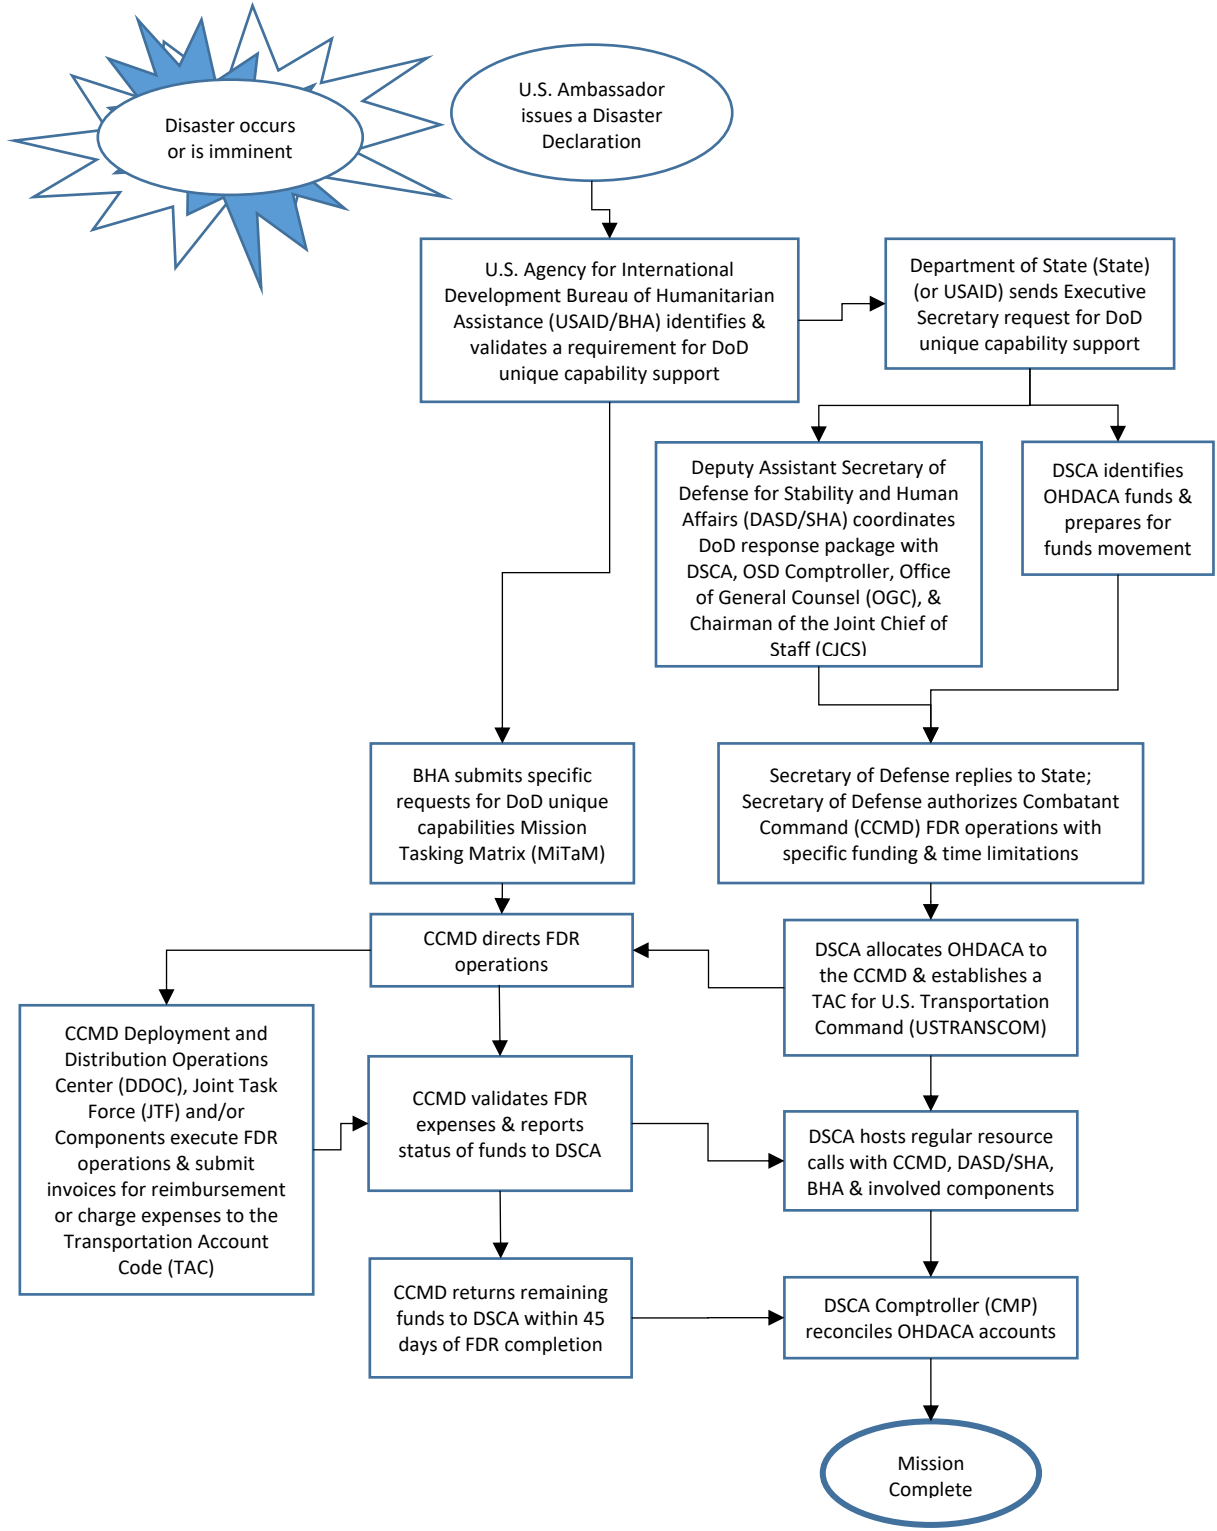 Disaster occurs
or is imminent
U.S. Ambassador
issues a Disaster
Declaration
U.S. Agency for International
Development Bureau of Humanitarian
Assistance (USAID/BHA) identifies &
validates a requirement for DoD
unique capability support
Department of State (State)
(or USAID) sends Executive
Secretary request for DoD
unique capability support
Deputy Assistant Secretary of
Defense for Stability and Human
Affairs (DASD/SHA) coordinates
DoD response package with
DSCA, OSD Comptroller, Office
of General Counsel (OGC), &
Chairman of the Joint Chief of
Staff (CJCS)
DSCA identifies
OHDACA funds &
prepares for
funds movement
BHA submits specific
requests for DoD unique
capabilities Mission
Tasking Matrix (MiTaM)
Secretary of Defense replies to State;
Secretary of Defense authorizes Combatant
Command (CCMD) FDR operations with
specific funding & time limitations
CCMD directs FDR
operations
DSCA allocates OHDACA to
the CCMD & establishes a
TAC for U.S. Transportation
Command (USTRANSCOM)
CCMD Deployment and
Distribution Operations
Center (DDOC), Joint Task
Force (JTF) and/or
Components execute FDR
operations & submit
invoices for reimbursement
or charge expenses to the
Transportation Account
Code (TAC)
CCMD validates FDR
expenses & reports
status of funds to DSCA
DSCA hosts regular resource
calls with CCMD, DASD/SHA,
BHA & involved components
CCMD returns remaining
funds to DSCA within 45
days of FDR completion
DSCA Comptroller (CMP)
reconciles OHDACA accounts
Mission
Complete